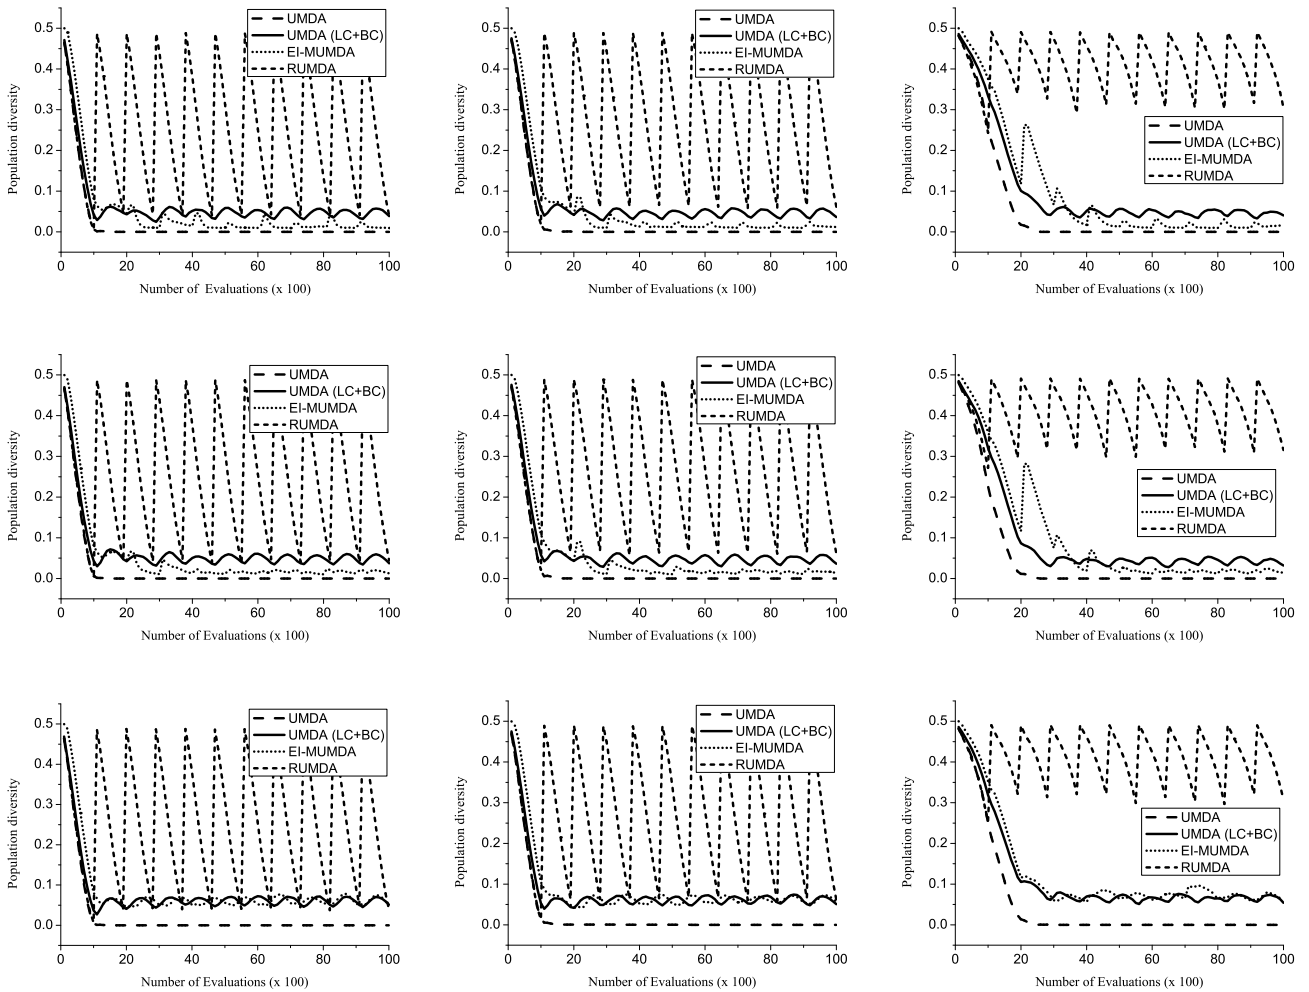 UMDA
UMDA (LC+BC)
EI-MUMDA
RUMDA
0.5
0.4
0.3
0.2
0.1
0.0
Population diversity
0 20 40 60 80 100
Number of Evaluations (x 100)
UMDA
UMDA (LC+BC)
EI-MUMDA
RUMDA
0.5
0.4
0.3
0.2
0.1
0.0
Population diversity
0 20 40 60 80 100
Number of Evaluations (x 100)
0.5
0.4
0.3
0.2
0.1
0.0
Population diversity
UMDA
UMDA (LC+BC)
EI-MUMDA
RUMDA
0 20 40 60 80 100
Number of Evaluations (x 100)
UMDA
UMDA (LC+BC)
EI-MUMDA
RUMDA
0.5
0.4
0.3
0.2
0.1
0.0
Population diversity
0 20 40 60 80 100
Number of Evaluations (x 100)
UMDA
UMDA (LC+BC)
EI-MUMDA
RUMDA
0.5
0.4
0.3
0.2
0.1
0.0
Population diversity
0 20 40 60 80 100
Number of Evaluations (x 100)
0.5
0.4
0.3
0.2
0.1
0.0
Population diversity
UMDA
UMDA (LC+BC)
EI-MUMDA
RUMDA
0 20 40 60 80 100
Number of Evaluations (x 100)
UMDA
UMDA (LC+BC)
EI-MUMDA
RUMDA
0.5
0.4
0.3
0.2
0.1
0.0
Population diversity
0 20 40 60 80 100
Number of Evaluations (x 100)
UMDA
UMDA (LC+BC)
EI-MUMDA
RUMDA
0.5
0.4
0.3
0.2
0.1
0.0
Population diversity
0 20 40 60 80 100
Number of Evaluations (x 100)
0.5
0.4
0.3
0.2
0.1
0.0
Population diversity
UMDA
UMDA (LC+BC)
EI-MUMDA
RUMDA
0 20 40 60 80 100
Number of Evaluations (x 100)